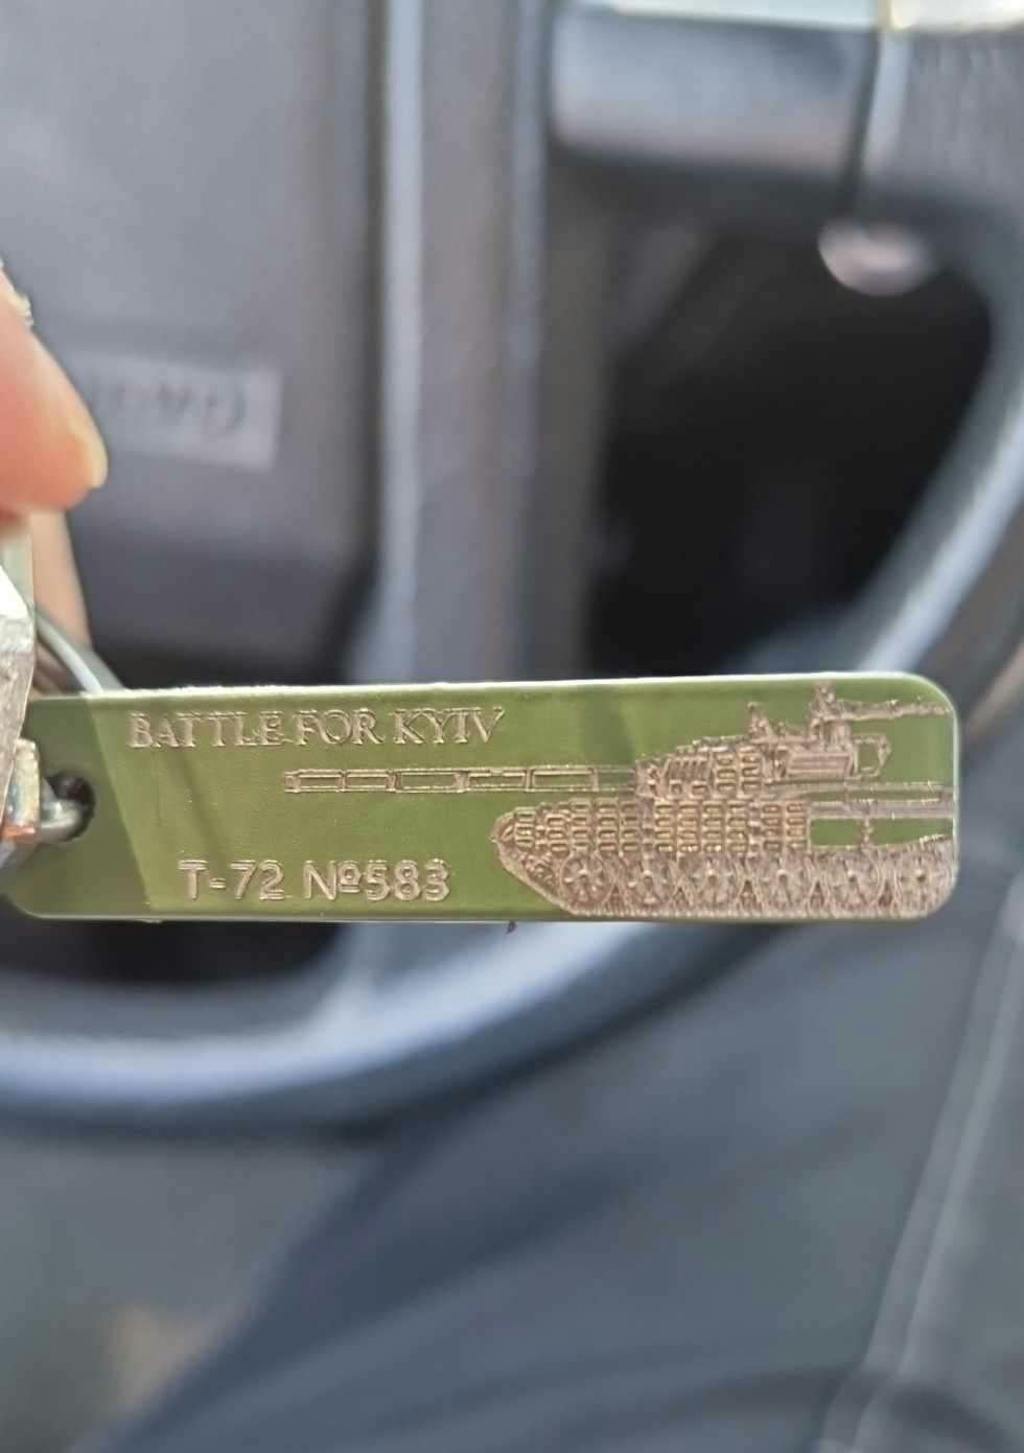 BATTLE FOR KYIV
T-72 №583